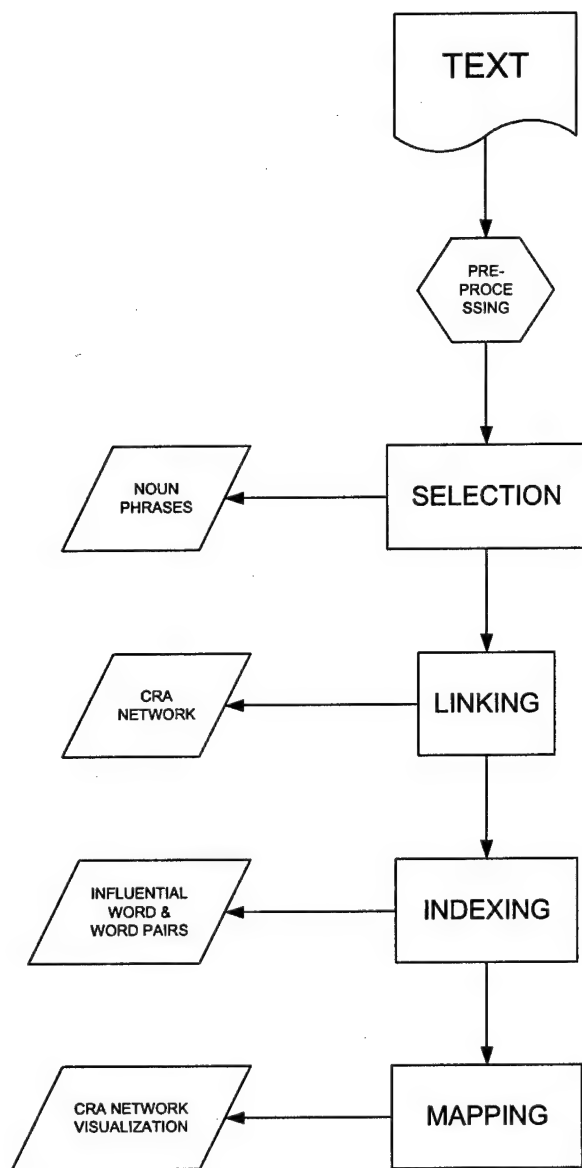 TEXT
PRE-
PROCE
SSING
NOUN
PHRASES
SELECTION
CRA
NETWORK
LINKING
INFLUENTIAL
WORD &
WORD PAIRS
INDEXING
CRA NETWORK
VISUALIZATION
MAPPING